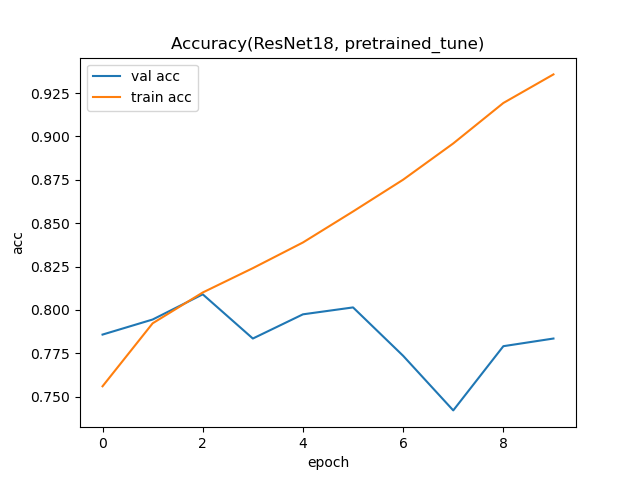 Accuracy(ResNet18, pretrained_tune)
val acc
train acc
0.925
0.900
0.875
0.850
0.825
0.800
0.775
0.750
acc
0 2 4 6 8
epoch